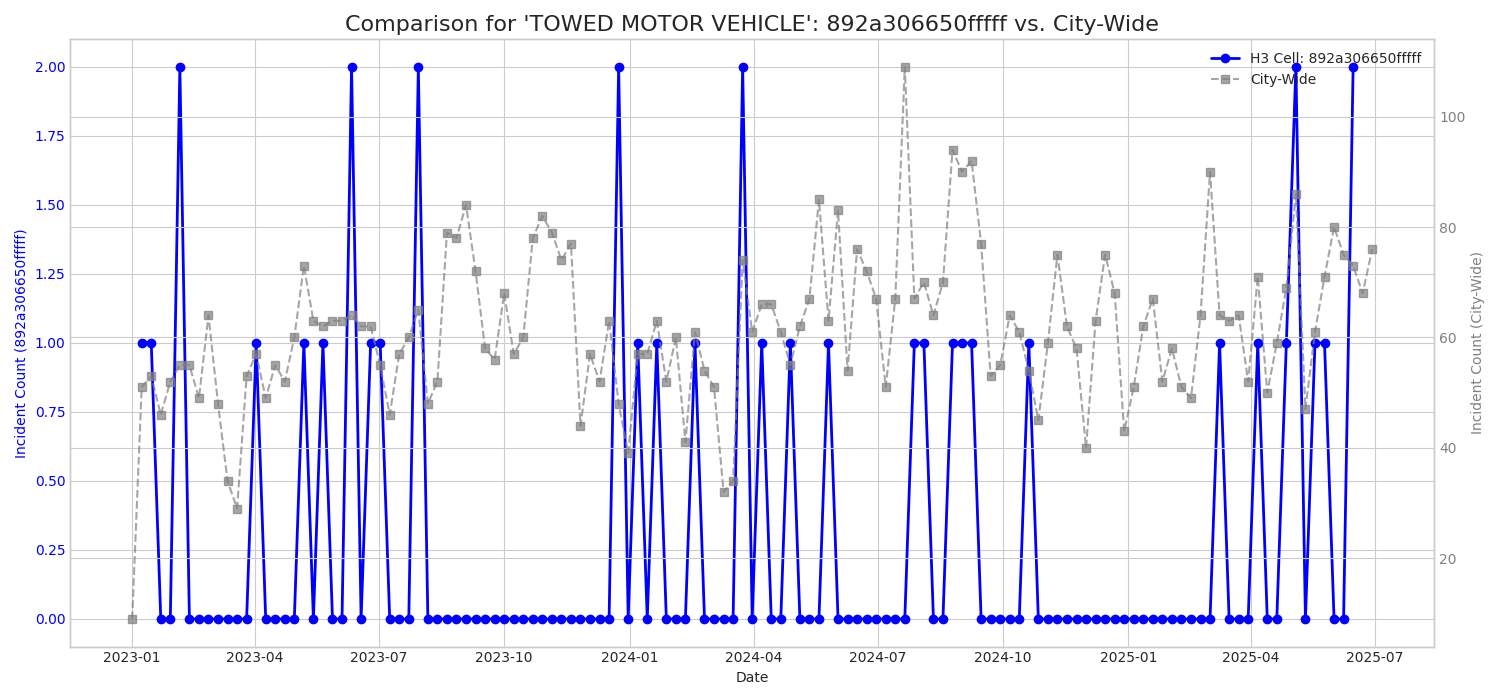 Comparison for 'TOWED MOTOR VEHICLE': 892a306650fffff vs. City-Wide
H3 Cell: 892a306650fffff
City-Wide
Incident Count (892a306650fffff)
2.00
1.75
1.50
1.25
1.00
0.75
0.50
0.25
0.00
100
80
60
40
20
Incident Count (City-Wide)
2023-01 2023-04 2023-07 2023-10 2024-01 2024-04 2024-07 2024-10 2025-01 2025-04 2025-07
Date